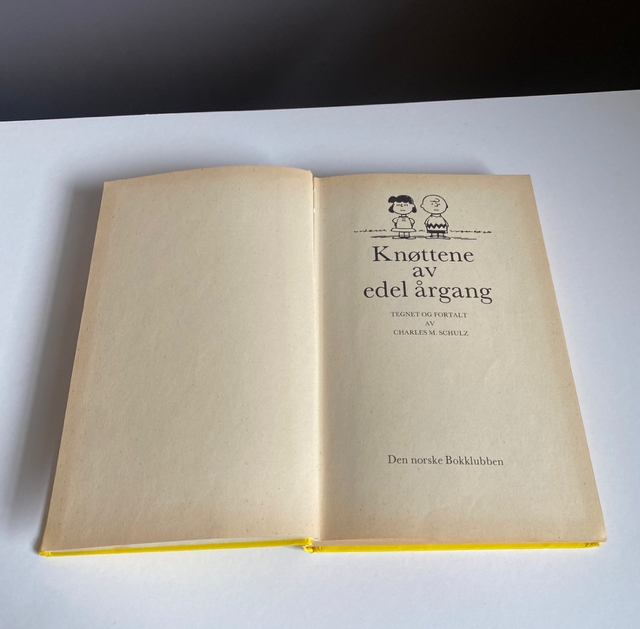 Knøttene
av
edel årgang
TEGNET OG FORTALT
AV
CHARLES M. SCHULZ
Den norske Bokklubben